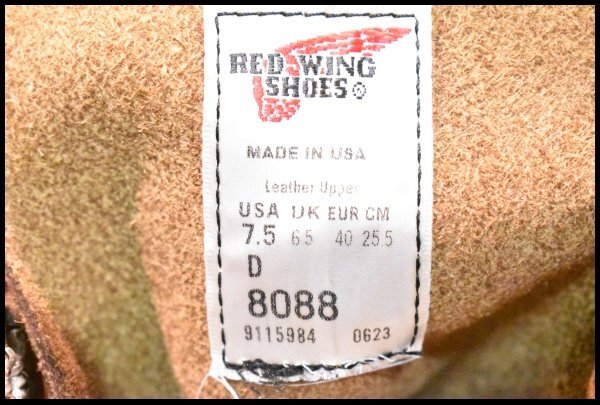 RED WING
SHOES®
MADE IN USA
Leather Upper
USA UK EUR CM
7.5 6.5 40 25.5
D
8088
9115984 0623